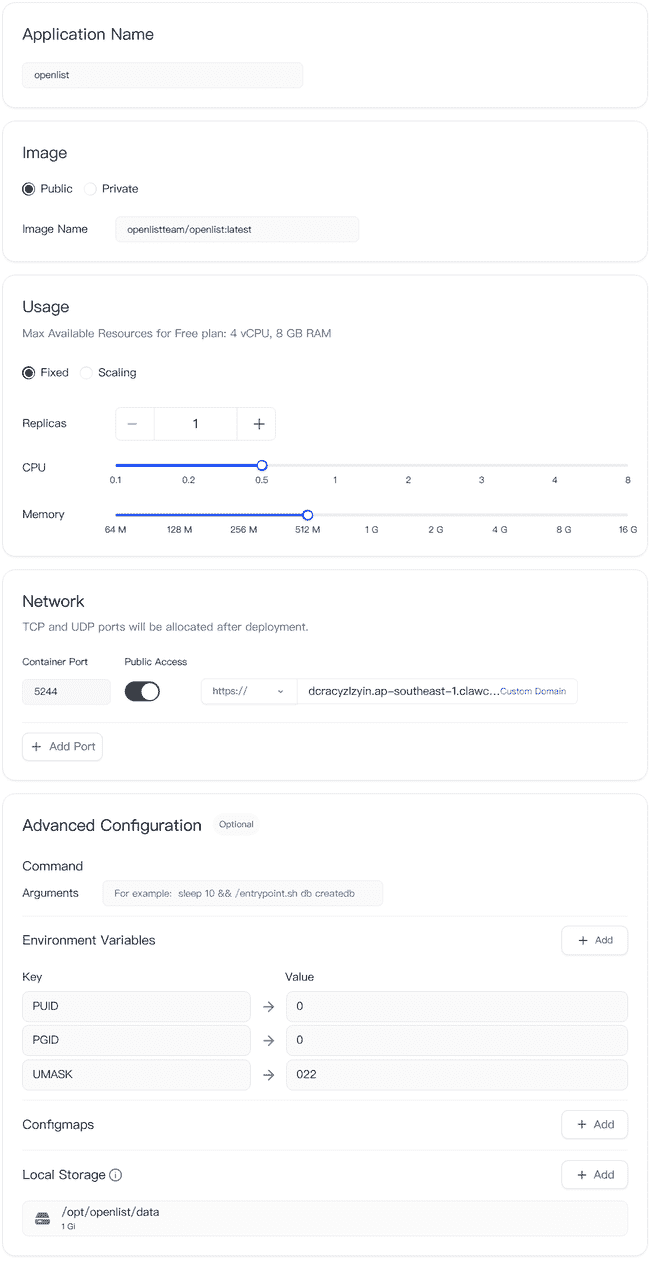 Application Name
openlist
Image
Public Private
Image Name openlistteam/openlist:latest
Usage
Max Available Resources for Free plan: 4 vCPU, 8 GB RAM
Fixed Scaling
Replicas − 1 +
CPU
0.1 0.2 0.5 1 2 3 4 8
Memory
64 M 128 M 256 M 512 M 1 G 2 G 4 G 8 G 16 G
Network
TCP and UDP ports will be allocated after deployment.
Container Port Public Access
5244 https:// dcracyzlzyin.ap-southeast-1.clawc...Custom Domain
+ Add Port
Advanced Configuration Optional
Command
Arguments For example: sleep 10 && /entrypoint.sh db createdb
Environment Variables + Add
Key Value
PUID → 0
PGID → 0
UMASK → 022
Configmaps + Add
Local Storage + Add
/opt/openlist/data
1 Gi